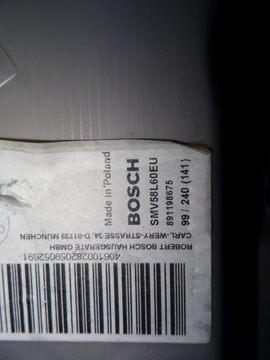 Made in Poland
BOSCH
SMV58L60EU
891198675
99 / 240 (141)
ROBERT BOSCH HAUSGERÄTE GMBH
CARL-WERY-STRASSE 34, D-81739 MÜNCHEN
4061000282059052691